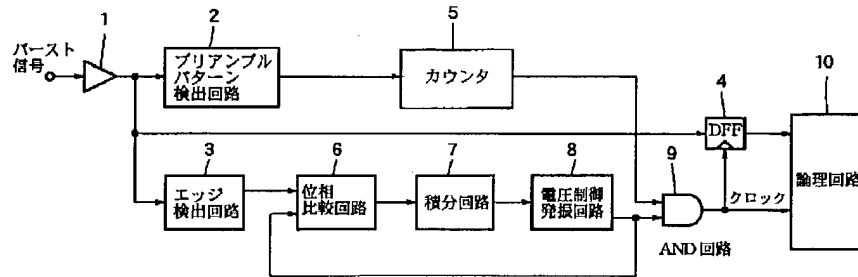 1
バースト
信号
2
プリアンブル
パターン
検出回路
5
カウンタ
4
DFF
10
論理回路
3
エッジ
検出回路
6
位相
比較回路
7
積分回路
8
電圧制御
発振回路
9
クロック
AND回路